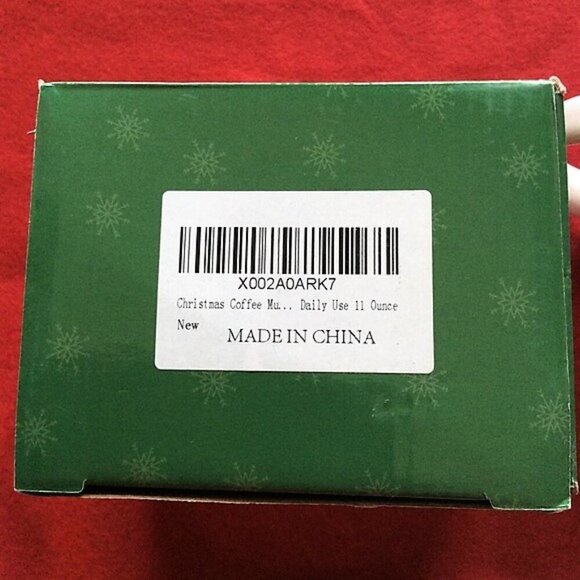 X002A0ARK7
Christmas Coffee Mu... Daily Use 11 Ounce
New
MADE IN CHINA